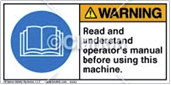 WARNING
Read and
understand
operator's manual
before using this
machine.